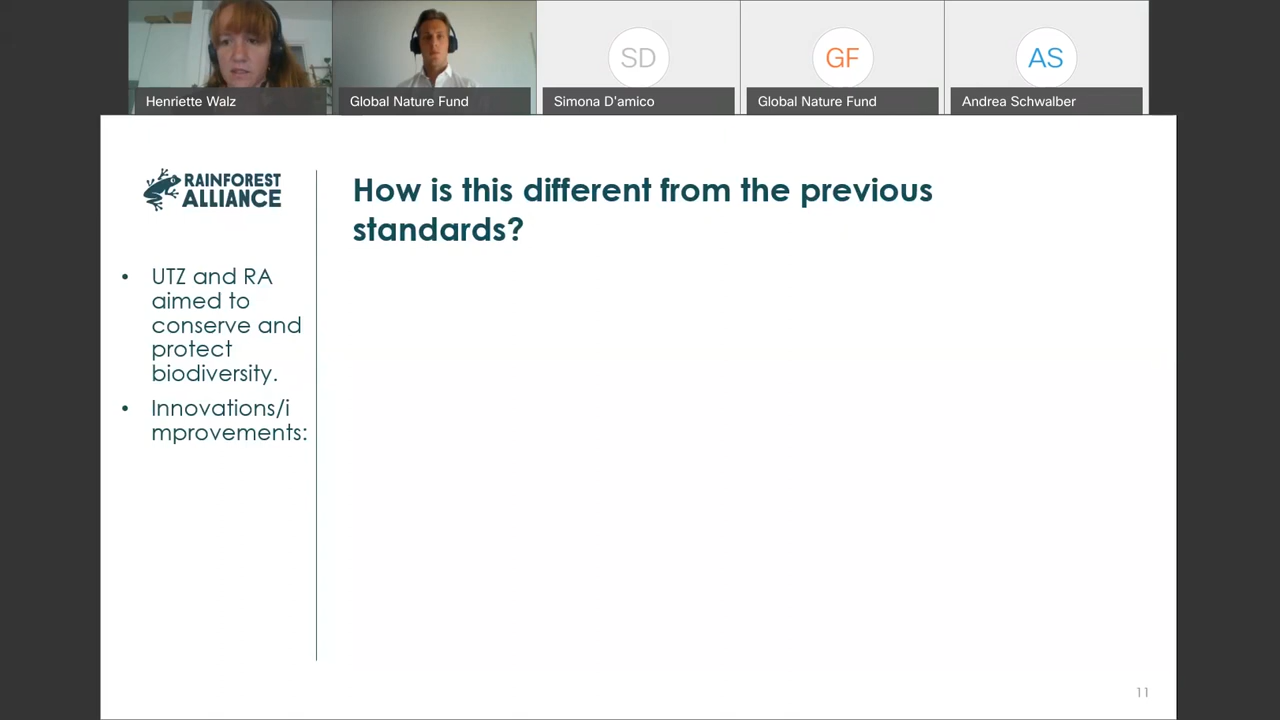 Henriette Walz
Global Nature Fund
SD
Simona D'amico
GF
Global Nature Fund
AS
Andrea Schwalber
RAINFOREST
ALLIANCE
How is this different from the previous
standards?
• UTZ and RA
aimed to
conserve and
protect
biodiversity.
• Innovations/i
mprovements:
11